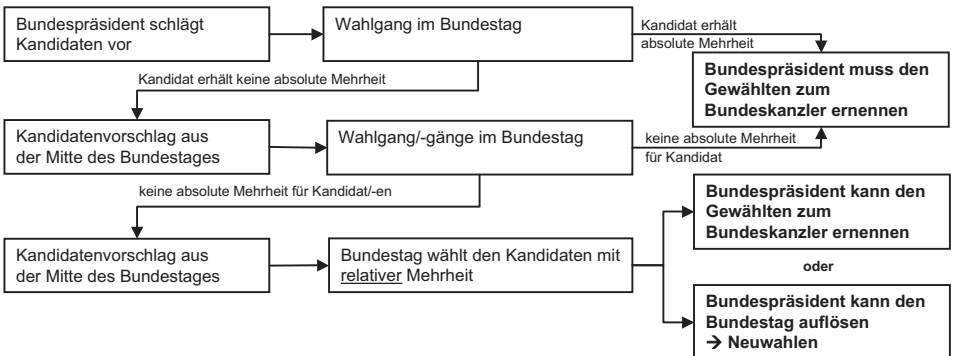 Bundespräsident schlägt
Kandidaten vor
Wahlgang im Bundestag
Kandidat erhält
absolute Mehrheit
Bundespräsident muss den
Gewählten zum
Bundeskanzler ernennen
Kandidat erhält keine absolute Mehrheit
Kandidatenvorschlag aus
der Mitte des Bundestages
Wahlgang/-gänge im Bundestag
keine absolute Mehrheit
für Kandidat
keine absolute Mehrheit für Kandidat/-en
Bundespräsident kann den
Gewählten zum
Bundeskanzler ernennen
Kandidatenvorschlag aus
der Mitte des Bundestages
Bundestag wählt den Kandidaten mit
relativer Mehrheit
oder
Bundespräsident kann den
Bundestag auflösen
→ Neuwahlen